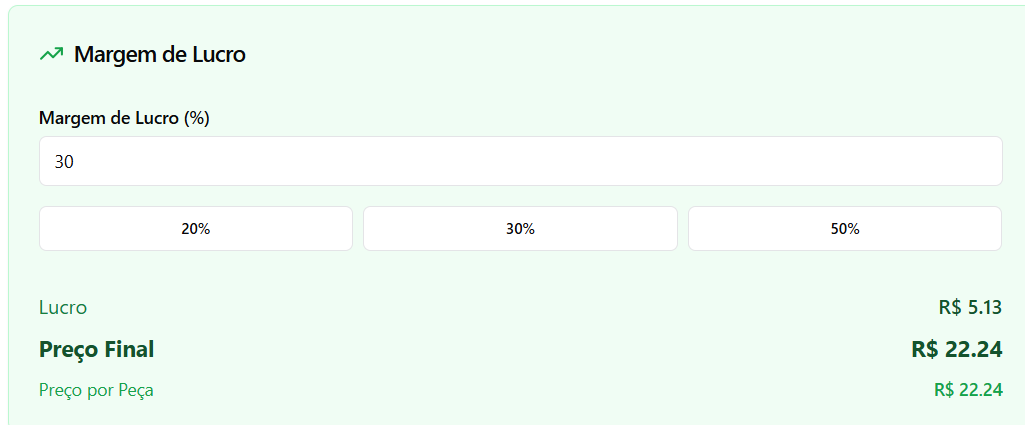 Margem de Lucro
Margem de Lucro (%)
30
20% 30% 50%
Lucro R$ 5.13
Preço Final R$ 22.24
Preço por Peça R$ 22.24